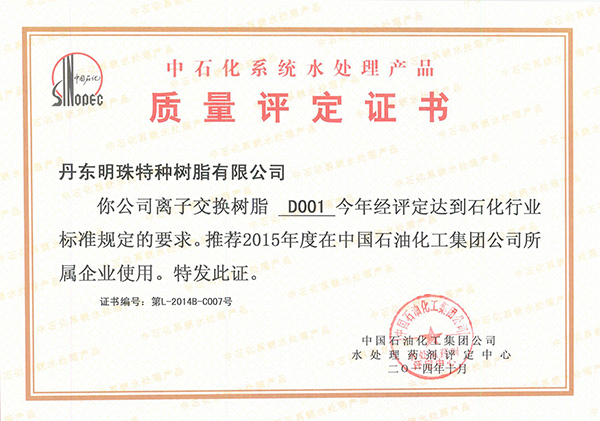 中国石化
SINOPEC
中石化系统水处理产品
质量评定证书
丹东明珠特种树脂有限公司
你公司离子交换树脂 D001 今年经评定达到石化行业
标准规定的要求。推荐2015年度在中国石油化工集团公司所
属企业使用。特发此证。
证书编号：第L-2014B-C007号
中国石油化工集团公司
水处理药剂评定中心
二〇一四年十月